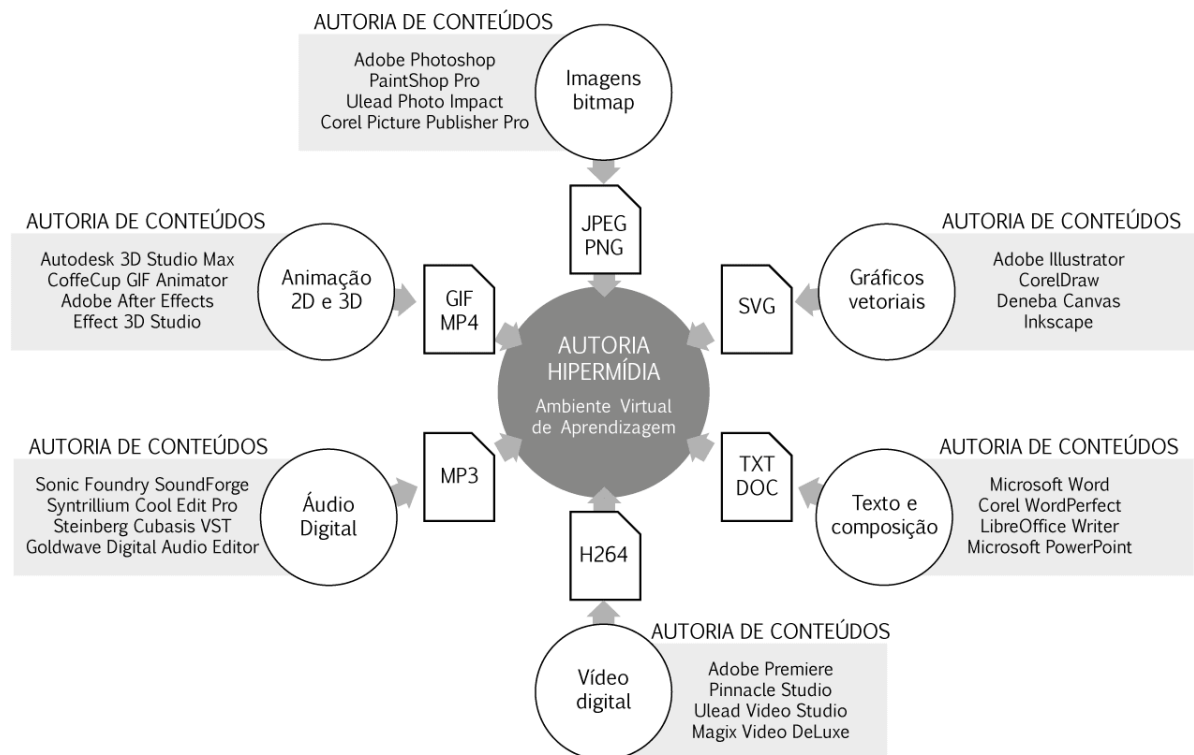 AUTORIA DE CONTEÚDOS
Adobe Photoshop
PaintShop Pro
Ulead Photo Impact
Corel Picture Publisher Pro
Imagens
bitmap
JPEG
PNG
AUTORIA DE CONTEÚDOS
Autodesk 3D Studio Max
CoffeCup GIF Animator
Adobe After Effects
Effect 3D Studio
Animação
2D e 3D
GIF
MP4
AUTORIA DE CONTEÚDOS
Adobe Illustrator
CorelDraw
Deneba Canvas
Inkscape
Gráficos
vetoriais
SVG
AUTORIA
HIPERMÍDIA
Ambiente Virtual
de Aprendizagem
AUTORIA DE CONTEÚDOS
Sonic Foundry SoundForge
Syntrillium Cool Edit Pro
Steinberg Cubasis VST
Goldwave Digital Audio Editor
Áudio
Digital
MP3
AUTORIA DE CONTEÚDOS
Microsoft Word
Corel WordPerfect
LibreOffice Writer
Microsoft PowerPoint
Texto e
composição
TXT
DOC
H264
Vídeo
digital
AUTORIA DE CONTEÚDOS
Adobe Premiere
Pinnacle Studio
Ulead Video Studio
Magix Video DeLuxe